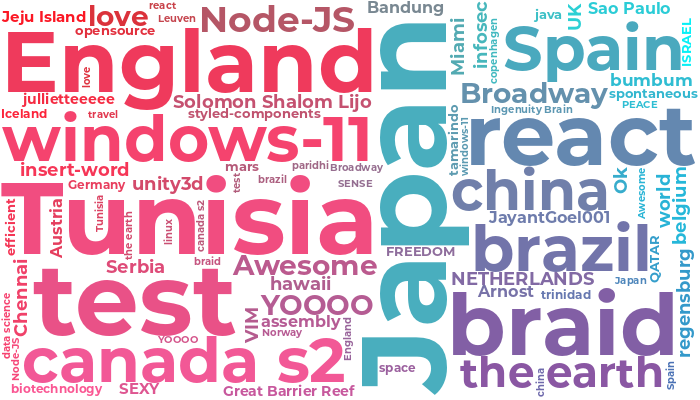 Jeju Island
love
react
Leuven
opensource
Node-JS
Bandung
England
love
jullietteeeee
Solomon Shalom Lijo
Iceland
travel
styled-components
windows-11
insert-word
mars
paridhi
Broadway
Germany
unity3d
test
brazil
SENSE
Tunisia
efficient
Austria
Tunisia
the earth
linux
canada s2
FREEDOM
Serbia
braid
Awesome
hawaii
test
YOOOO
Chennai
data science
Node-JS
VIM
assembly
Norway
England
YOOOO
canada s2
biotechnology
SEXY
Great Barrier Reef
space
Japan
Miami
infosec
copenhagen
java
UK
Sao Paulo
ISRAEL
Spain
bumbum
Broadway
spontaneous
Ingenuity Brain
PEACE
tamarindo
windows-11
react
china
Ok
Awesome
world
belgium
JayantGoel001
brazil
QATAR
regensburg
NETHERLANDS
Japan
Arnost
trinidad
braid
the earth
china
Spain